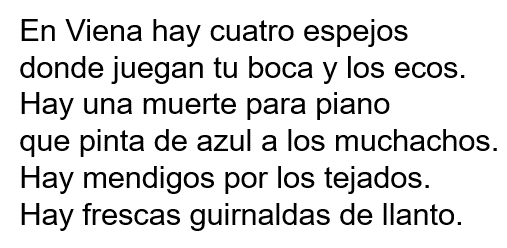 En Viena hay cuatro espejos
donde juegan tu boca y los ecos.
Hay una muerte para piano
que pinta de azul a los muchachos.
Hay mendigos por los tejados.
Hay frescas guirnaldas de llanto.